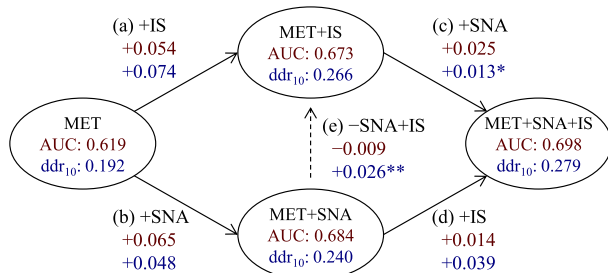 (a) +IS
+0.054
+0.074
MET+IS
AUC: 0.673
ddr₁₀: 0.266
(c) +SNA
+0.025
+0.013*
MET
AUC: 0.619
ddr₁₀: 0.192
(e) −SNA+IS
−0.009
+0.026**
MET+SNA+IS
AUC: 0.698
ddr₁₀: 0.279
(b) +SNA
+0.065
+0.048
MET+SNA
AUC: 0.684
ddr₁₀: 0.240
(d) +IS
+0.014
+0.039